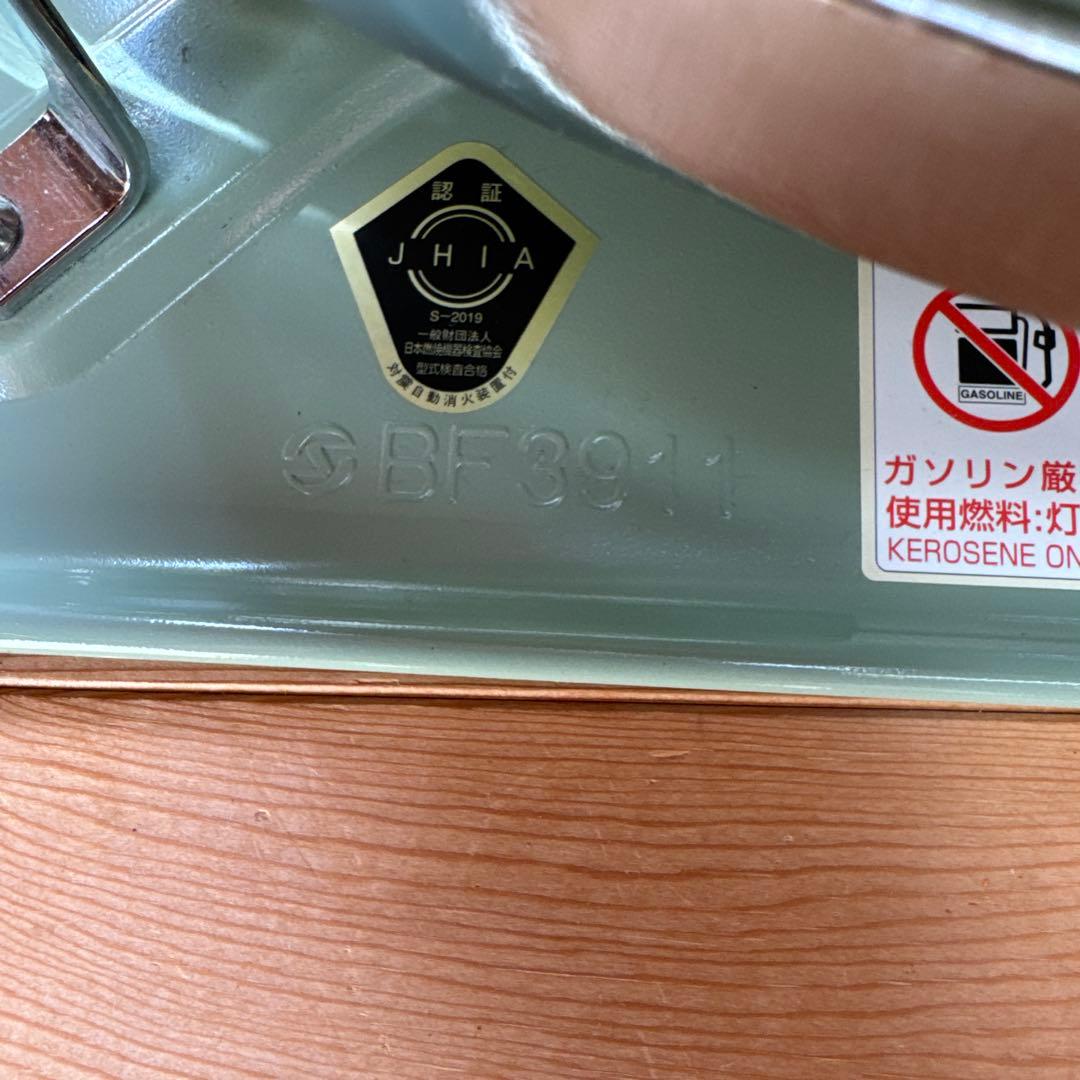 認証
JHIA
S-2019
一般財団法人
日本燃焼機器検査協会
型式検査合格
対震自動消火装置付
BF3911
GASOLINE
ガソリン厳
使用燃料:灯
KEROSENE ON